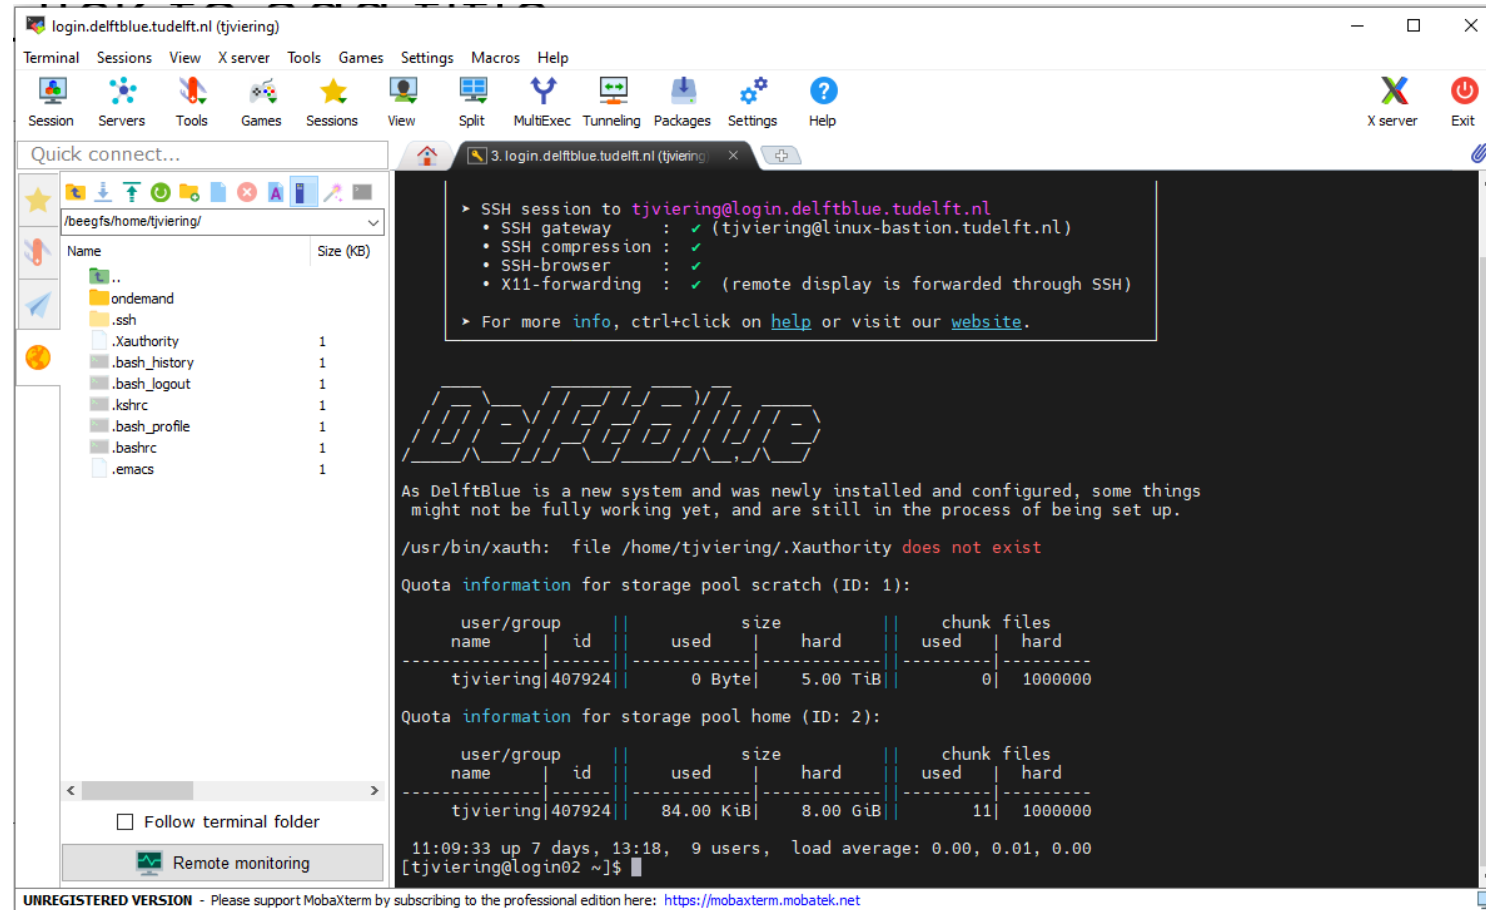 how to add title
login.delftblue.tudelft.nl (tjviering)
Terminal Sessions View X server Tools Games Settings Macros Help
Session Servers Tools Games Sessions View Split MultiExec Tunneling Packages Settings Help X server Exit
Quick connect...
3. login.delftblue.tudelft.nl (tjviering)
/beegfs/home/tjviering/
Name Size (KB)
..
ondemand
.ssh
.Xauthority 1
.bash_history 1
.bash_logout 1
.kshrc 1
.bash_profile 1
.bashrc 1
.emacs 1
Follow terminal folder
Remote monitoring
➤ SSH session to tjviering@login.delftblue.tudelft.nl
• SSH gateway : ✔ (tjviering@linux-bastion.tudelft.nl)
• SSH compression : ✔
• SSH-browser : ✔
• X11-forwarding : ✔ (remote display is forwarded through SSH)
➤ For more info, ctrl+click on help or visit our website.
DelftBlue
As DelftBlue is a new system and was newly installed and configured, some things
might not be fully working yet, and are still in the process of being set up.
/usr/bin/xauth: file /home/tjviering/.Xauthority does not exist
Quota information for storage pool scratch (ID: 1):
user/group || size || chunk files
name | id || used | hard || used | hard
--------------|------||------------|------------||---------|---------
tjviering|407924|| 0 Byte| 5.00 TiB|| 0| 1000000
Quota information for storage pool home (ID: 2):
user/group || size || chunk files
name | id || used | hard || used | hard
--------------|------||------------|------------||---------|---------
tjviering|407924|| 84.00 KiB| 8.00 GiB|| 11| 1000000
11:09:33 up 7 days, 13:18, 9 users, load average: 0.00, 0.01, 0.00
[tjviering@login02 ~]$
UNREGISTERED VERSION - Please support MobaXterm by subscribing to the professional edition here: https://mobaxterm.mobatek.net